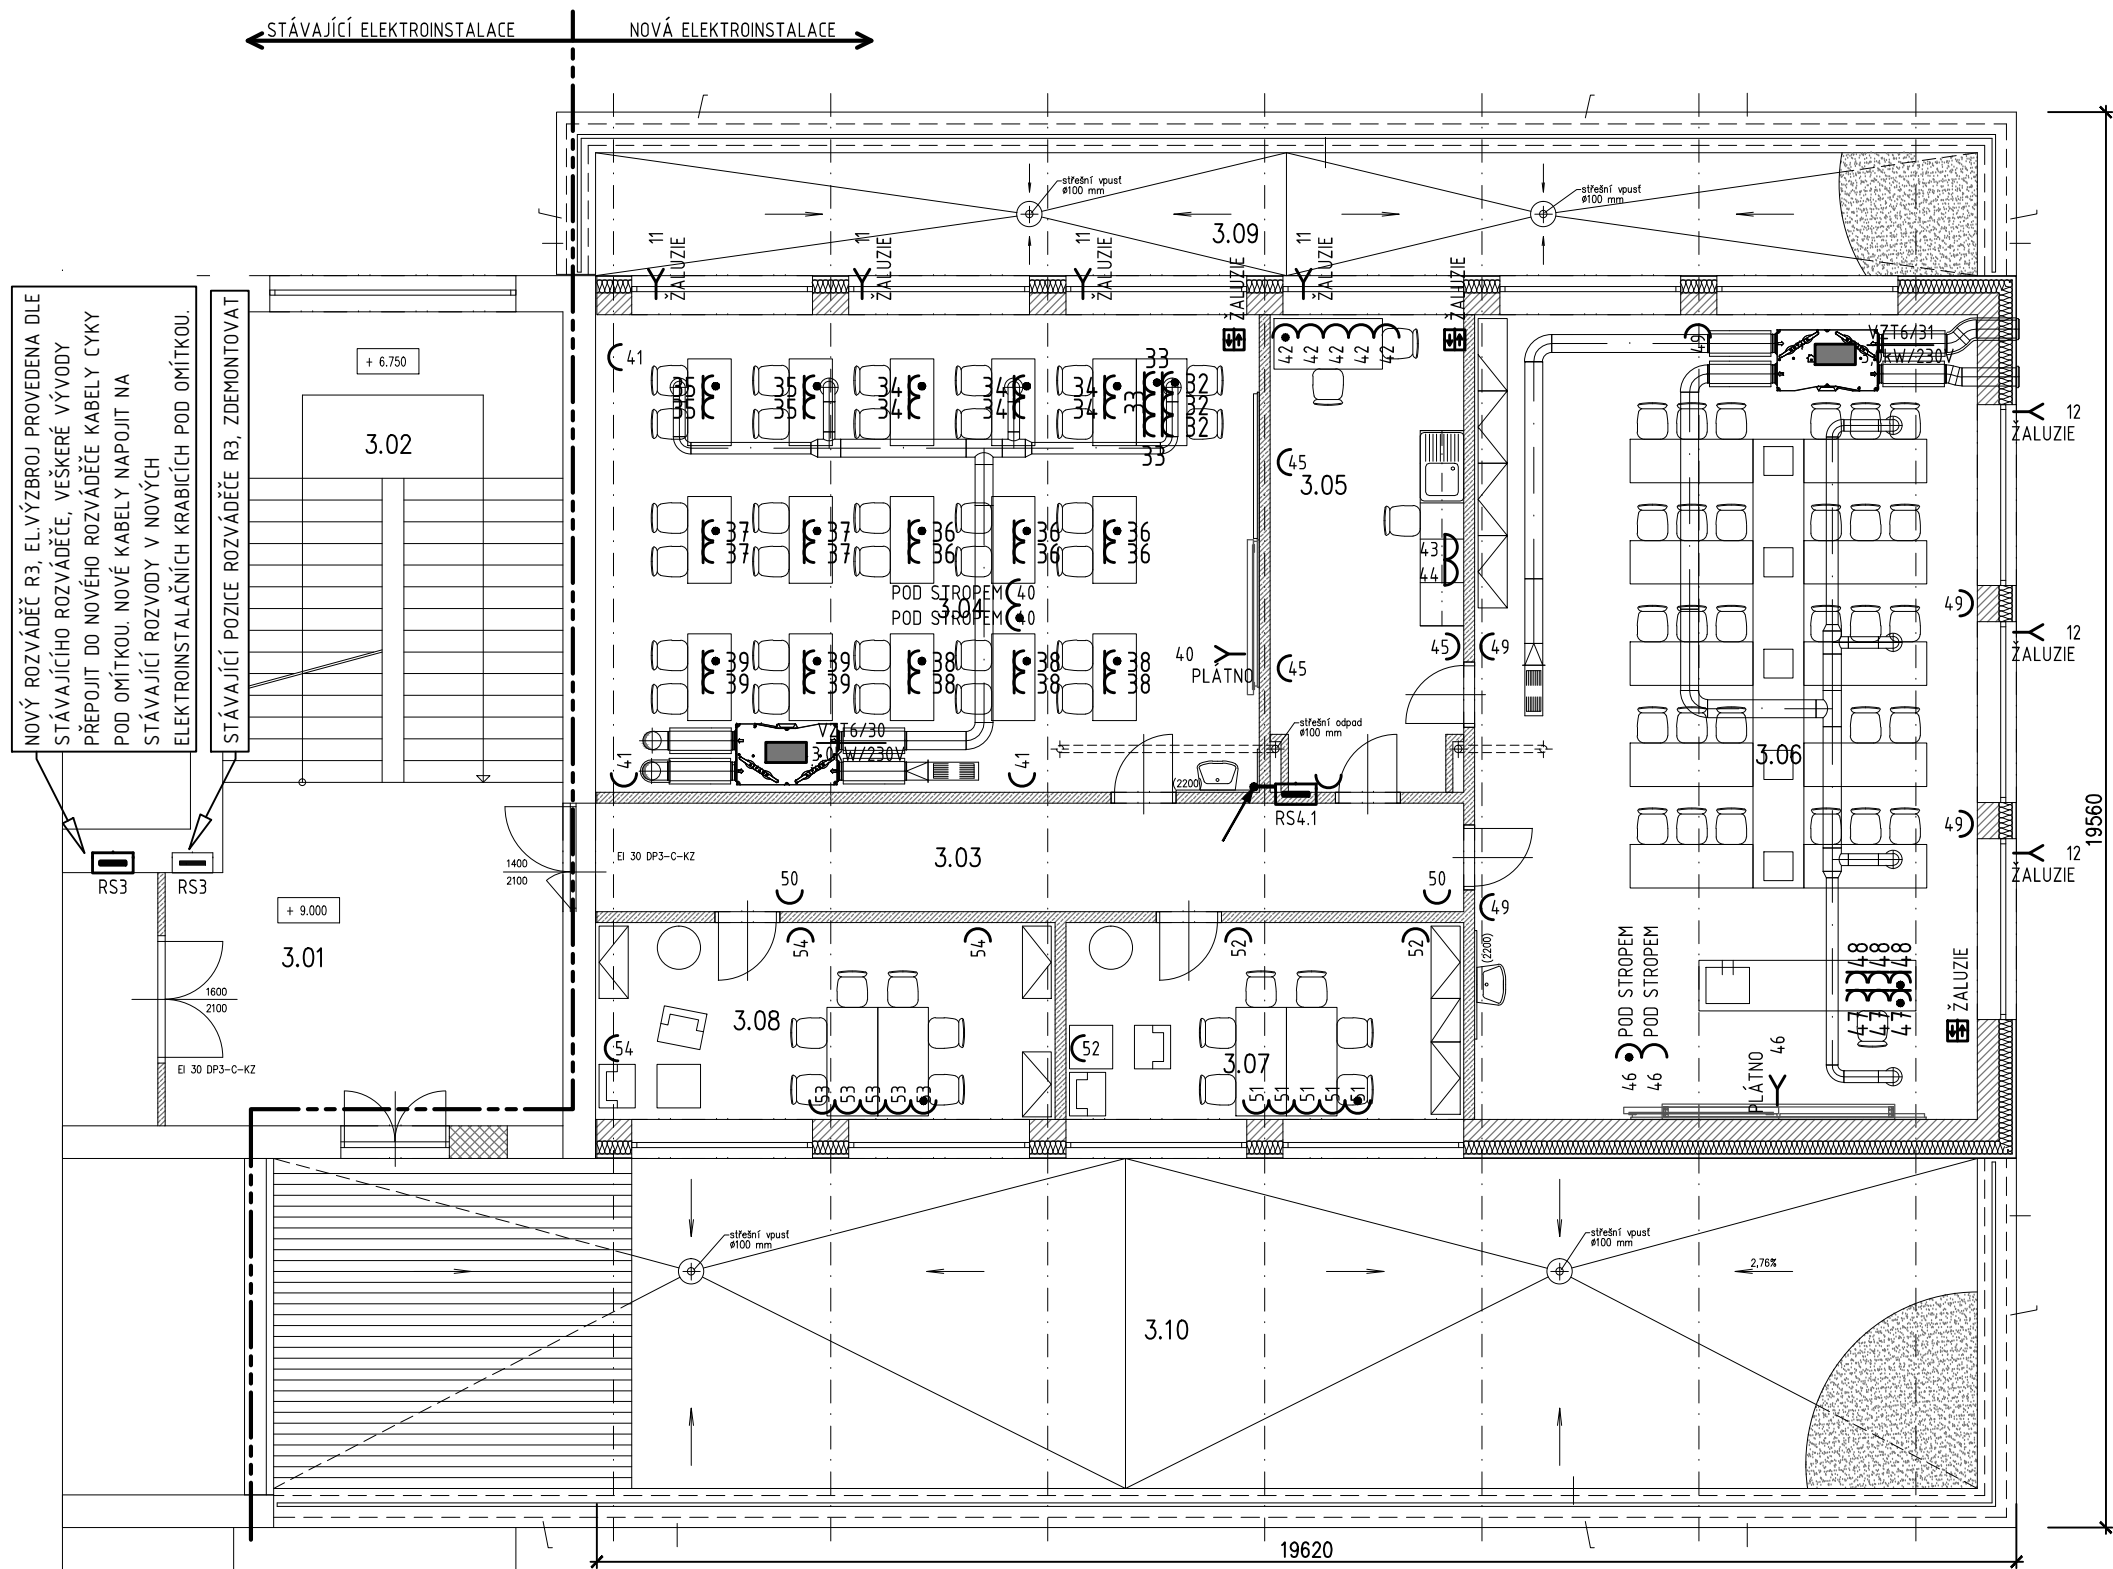 STÁVAJÍCÍ ELEKTROINSTALACE
NOVÁ ELEKTROINSTALACE
NOVÝ ROZVÁDĚČ R3, EL.VÝZBROJ PROVEDENA DLE
STÁVAJÍCÍHO ROZVÁDĚČE, VEŠKERÉ VÝVODY
PŘEPOJIT DO NOVÉHO ROZVÁDĚČE KABELY CYKY
POD OMÍTKOU. NOVÉ KABELY NAPOJIT NA
STÁVAJÍCÍ ROZVODY V NOVÝCH
ELEKTROINSTALAČNÍCH KRABICÍCH POD OMÍTKOU.
STÁVAJÍCÍ POZICE ROZVÁDĚČE R3, ZDEMONTOVAT
střešní vpusť
ø100 mm
střešní vpusť
ø100 mm
3.09
11
ŽALUZIE
11
ŽALUZIE
11
ŽALUZIE
11
ŽALUZIE
ŽALUZIE
ŽALUZIE
+ 6.750
3.02
41
35 35 34 34 34 33 32
35 35 34 34 34 33 32
33 32
42 42 42 42 42
49
VZT6/31
3.0kW/230V
12
ŽALUZIE
45
3.05
37 37 36 36 36
37 37 36 36 36
43
44
POD STROPEM 40
3.04
POD STROPEM 40
49
12
ŽALUZIE
39 39 38 38 38
39 39 38 38 38
40
PLÁTNO
45
45
49
střešní odpad
ø100 mm
VZT6/30
3.0kW/230V
41
41
(2200)
RS4.1
3.06
49
12
ŽALUZIE
19560
RS3
RS3
1400
2100
EI 30 DP3-C-KZ
3.03
50
50
49
+ 9.000
3.01
1600
2100
EI 30 DP3-C-KZ
54
54
52
52
(2200)
3.08
54
53 53 53 53 53
52
3.07
51 51 51 51 51
POD STROPEM
POD STROPEM
46
46
48 48 48
47 47 47
ŽALUZIE
PLÁTNO
46
střešní vpusť
ø100 mm
střešní vpusť
ø100 mm
2,76%
3.10
19620